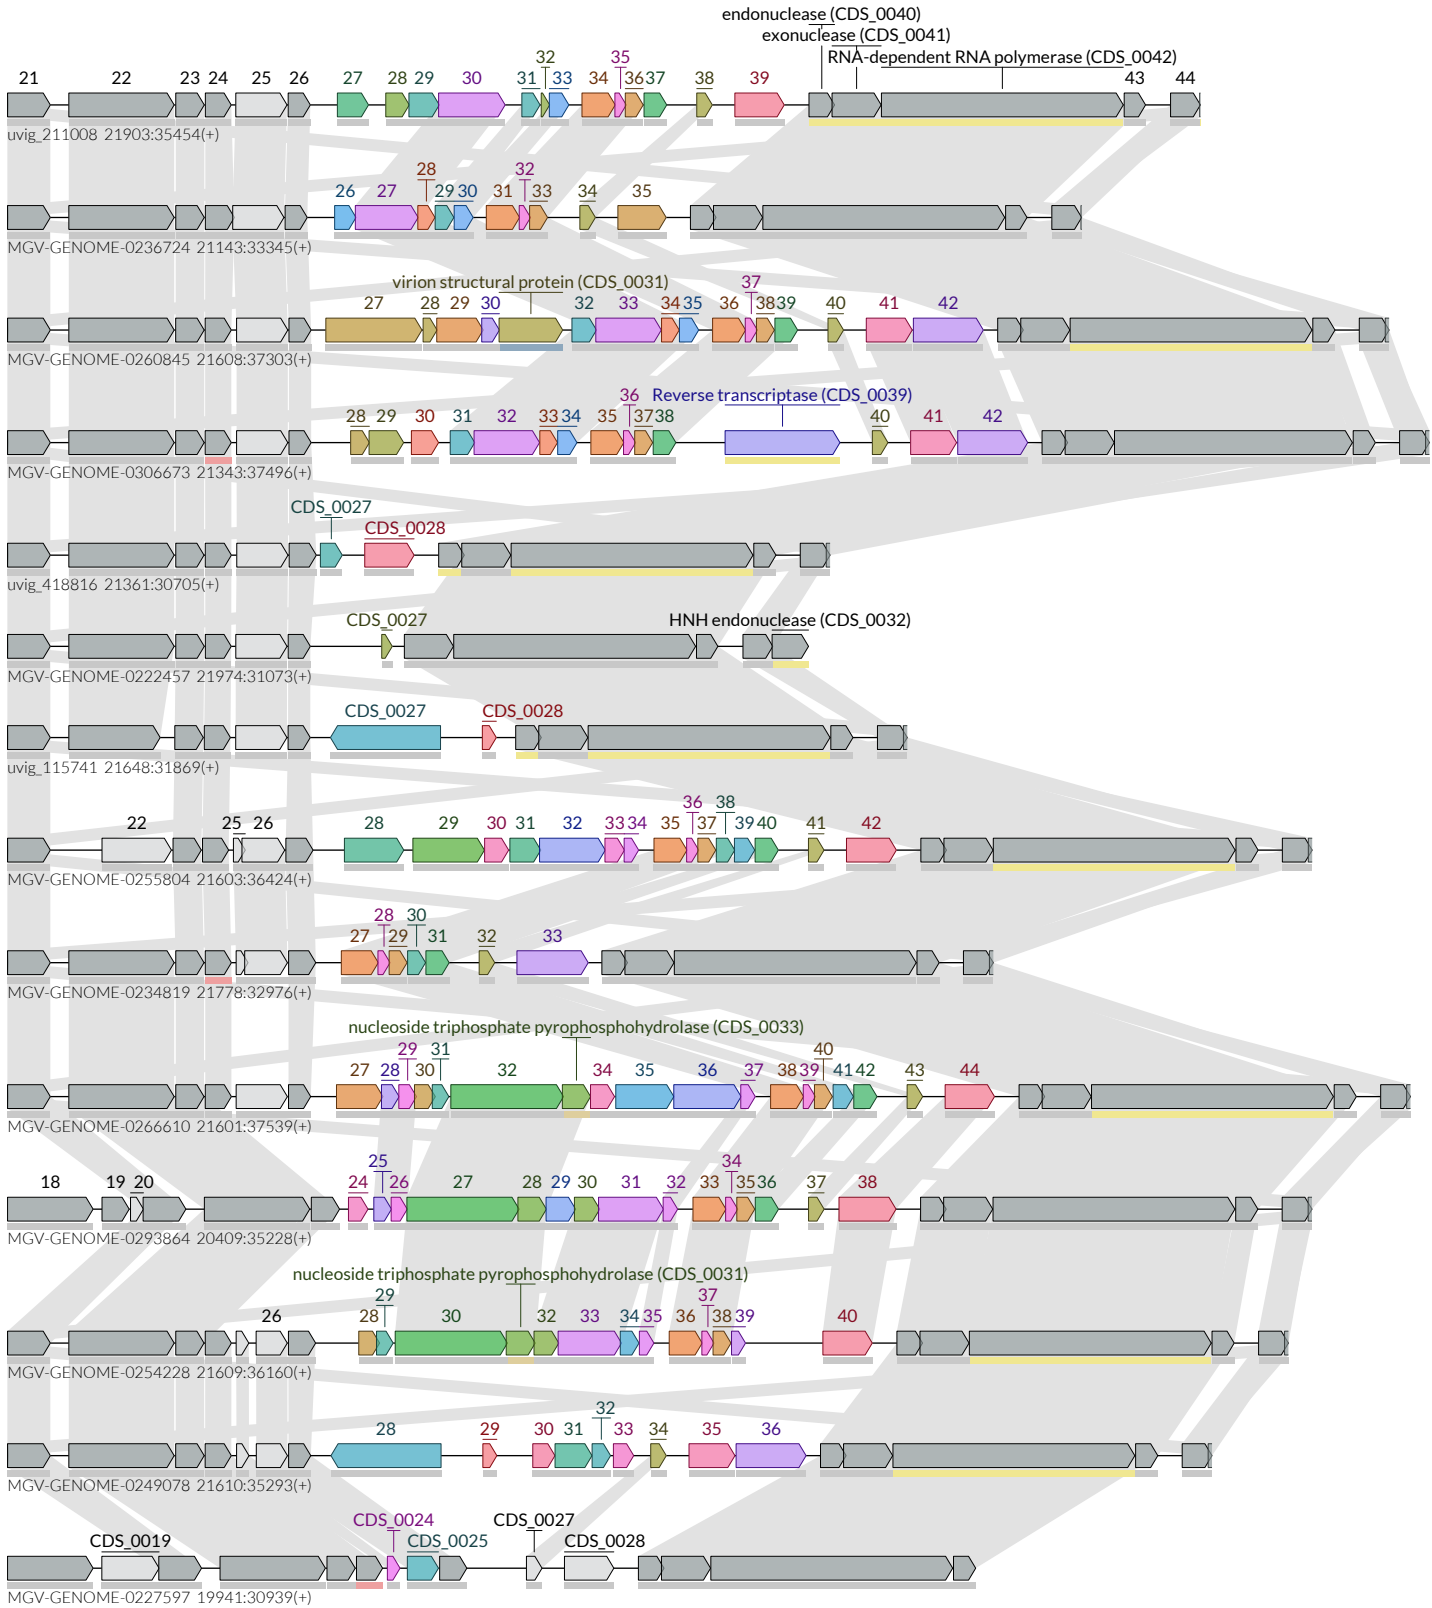 endonuclease (CDS_0040)
exonuclease (CDS_0041)
RNA-dependent RNA polymerase (CDS_0042)
32 35
21 22 23 24 25 26 27 28 29 30 31 33 34 36 37 38 39 43 44
uvig_211008 21903:35454(+)
28 32
26 27 29 30 31 33 34 35
MGV-GENOME-0236724 21143:33345(+)
virion structural protein (CDS_0031) 37
27 28 29 30 32 33 34 35 36 38 39 40 41 42
MGV-GENOME-0260845 21608:37303(+)
36 Reverse transcriptase (CDS_0039)
28 29 30 31 32 33 34 35 37 38 40 41 42
MGV-GENOME-0306673 21343:37496(+)
CDS_0027
CDS_0028
uvig_418816 21361:30705(+)
CDS_0027 HNH endonuclease (CDS_0032)
MGV-GENOME-0222457 21974:31073(+)
CDS_0027 CDS_0028
uvig_115741 21648:31869(+)
36 38
22 25 26 28 29 30 31 32 33 34 35 37 39 40 41 42
MGV-GENOME-0255804 21603:36424(+)
28 30
27 29 31 32 33
MGV-GENOME-0234819 21778:32976(+)
nucleoside triphosphate pyrophosphohydrolase (CDS_0033)
29 31 40
27 28 30 32 34 35 36 37 38 39 41 42 43 44
MGV-GENOME-0266610 21601:37539(+)
25 34
18 19 20 24 26 27 28 29 30 31 32 33 35 36 37 38
MGV-GENOME-0293864 20409:35228(+)
nucleoside triphosphate pyrophosphohydrolase (CDS_0031)
29 37
26 28 30 32 33 34 35 36 38 39 40
MGV-GENOME-0254228 21609:36160(+)
32
28 29 30 31 33 34 35 36
MGV-GENOME-0249078 21610:35293(+)
CDS_0024 CDS_0027
CDS_0019 CDS_0025 CDS_0028
MGV-GENOME-0227597 19941:30939(+)